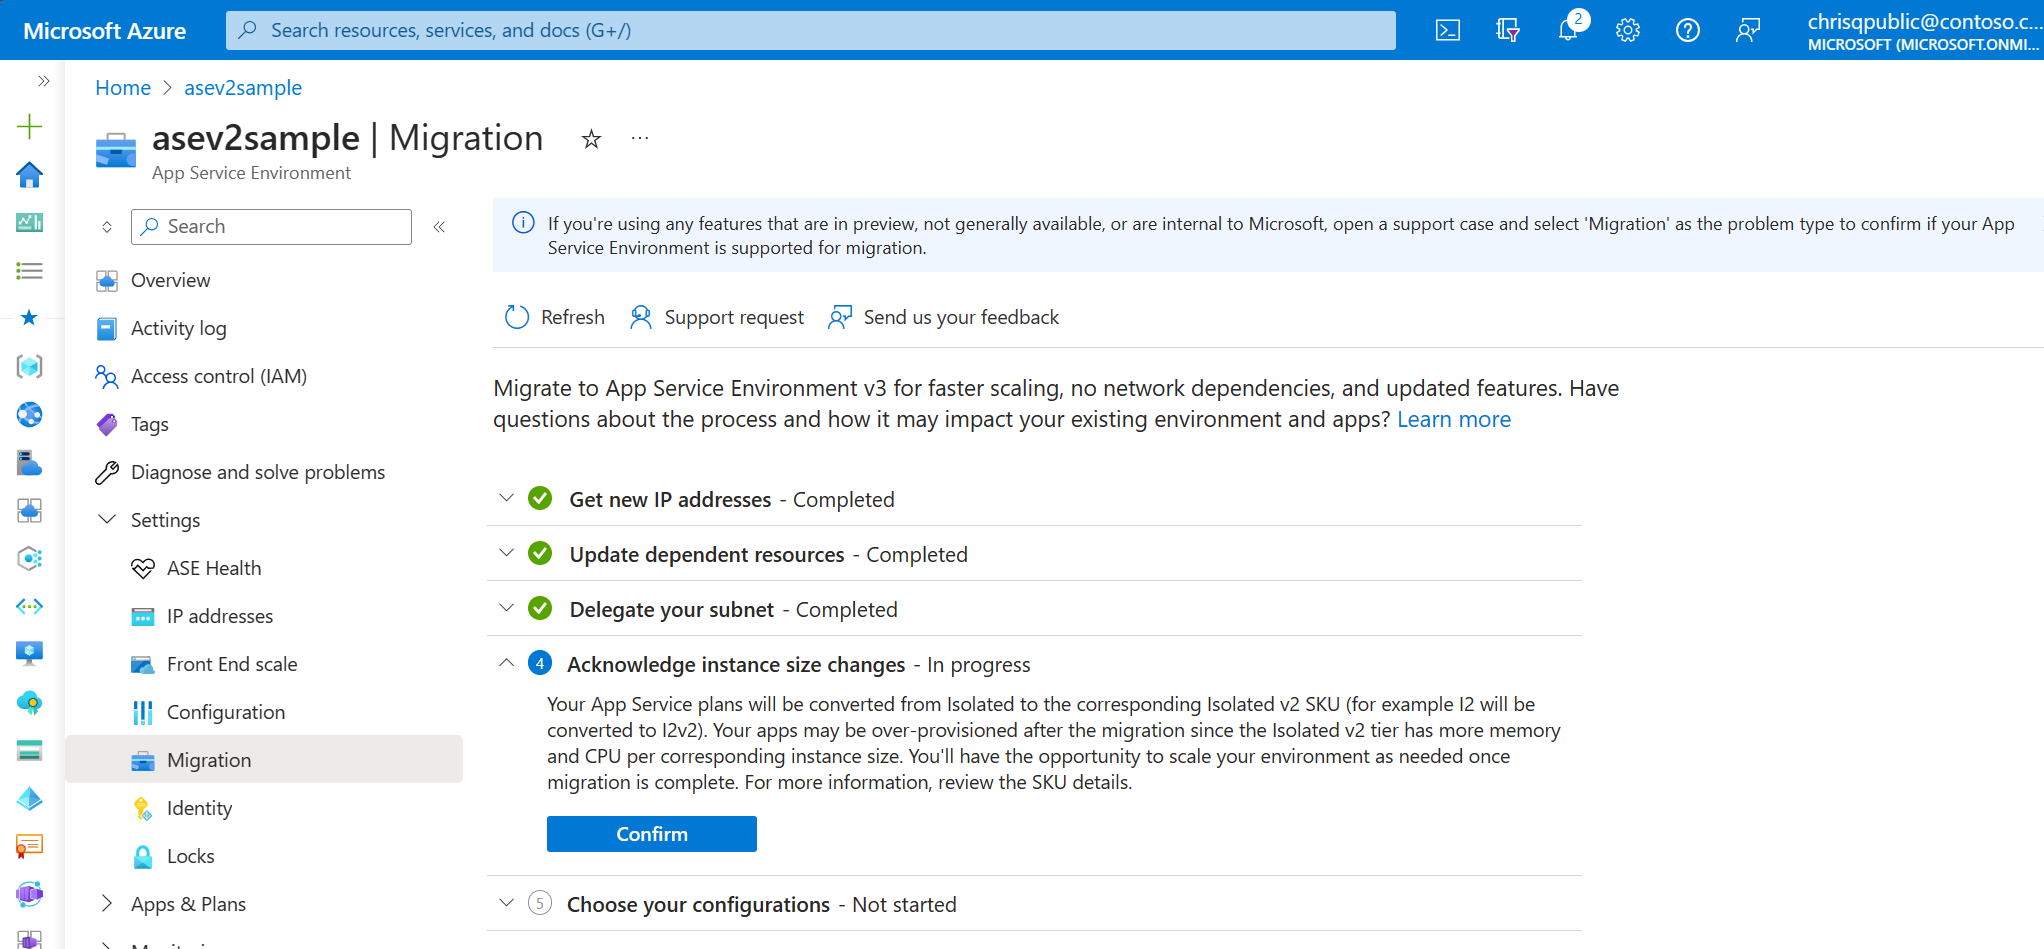 Microsoft Azure
Search resources, services, and docs (G+/)
2
chrisqpublic@contoso.c...
MICROSOFT (MICROSOFT.ONMI...
Home > asev2sample
asev2sample | Migration
App Service Environment
Search
Overview
Activity log
Access control (IAM)
Tags
Diagnose and solve problems
Settings
ASE Health
IP addresses
Front End scale
Configuration
Migration
Identity
Locks
Apps & Plans
If you're using any features that are in preview, not generally available, or are internal to Microsoft, open a support case and select 'Migration' as the problem type to confirm if your App
Service Environment is supported for migration.
Refresh
Support request
Send us your feedback
Migrate to App Service Environment v3 for faster scaling, no network dependencies, and updated features. Have
questions about the process and how it may impact your existing environment and apps? Learn more
Get new IP addresses - Completed
Update dependent resources - Completed
Delegate your subnet - Completed
4 Acknowledge instance size changes - In progress
Your App Service plans will be converted from Isolated to the corresponding Isolated v2 SKU (for example I2 will be
converted to I2v2). Your apps may be over-provisioned after the migration since the Isolated v2 tier has more memory
and CPU per corresponding instance size. You'll have the opportunity to scale your environment as needed once
migration is complete. For more information, review the SKU details.
Confirm
5 Choose your configurations - Not started